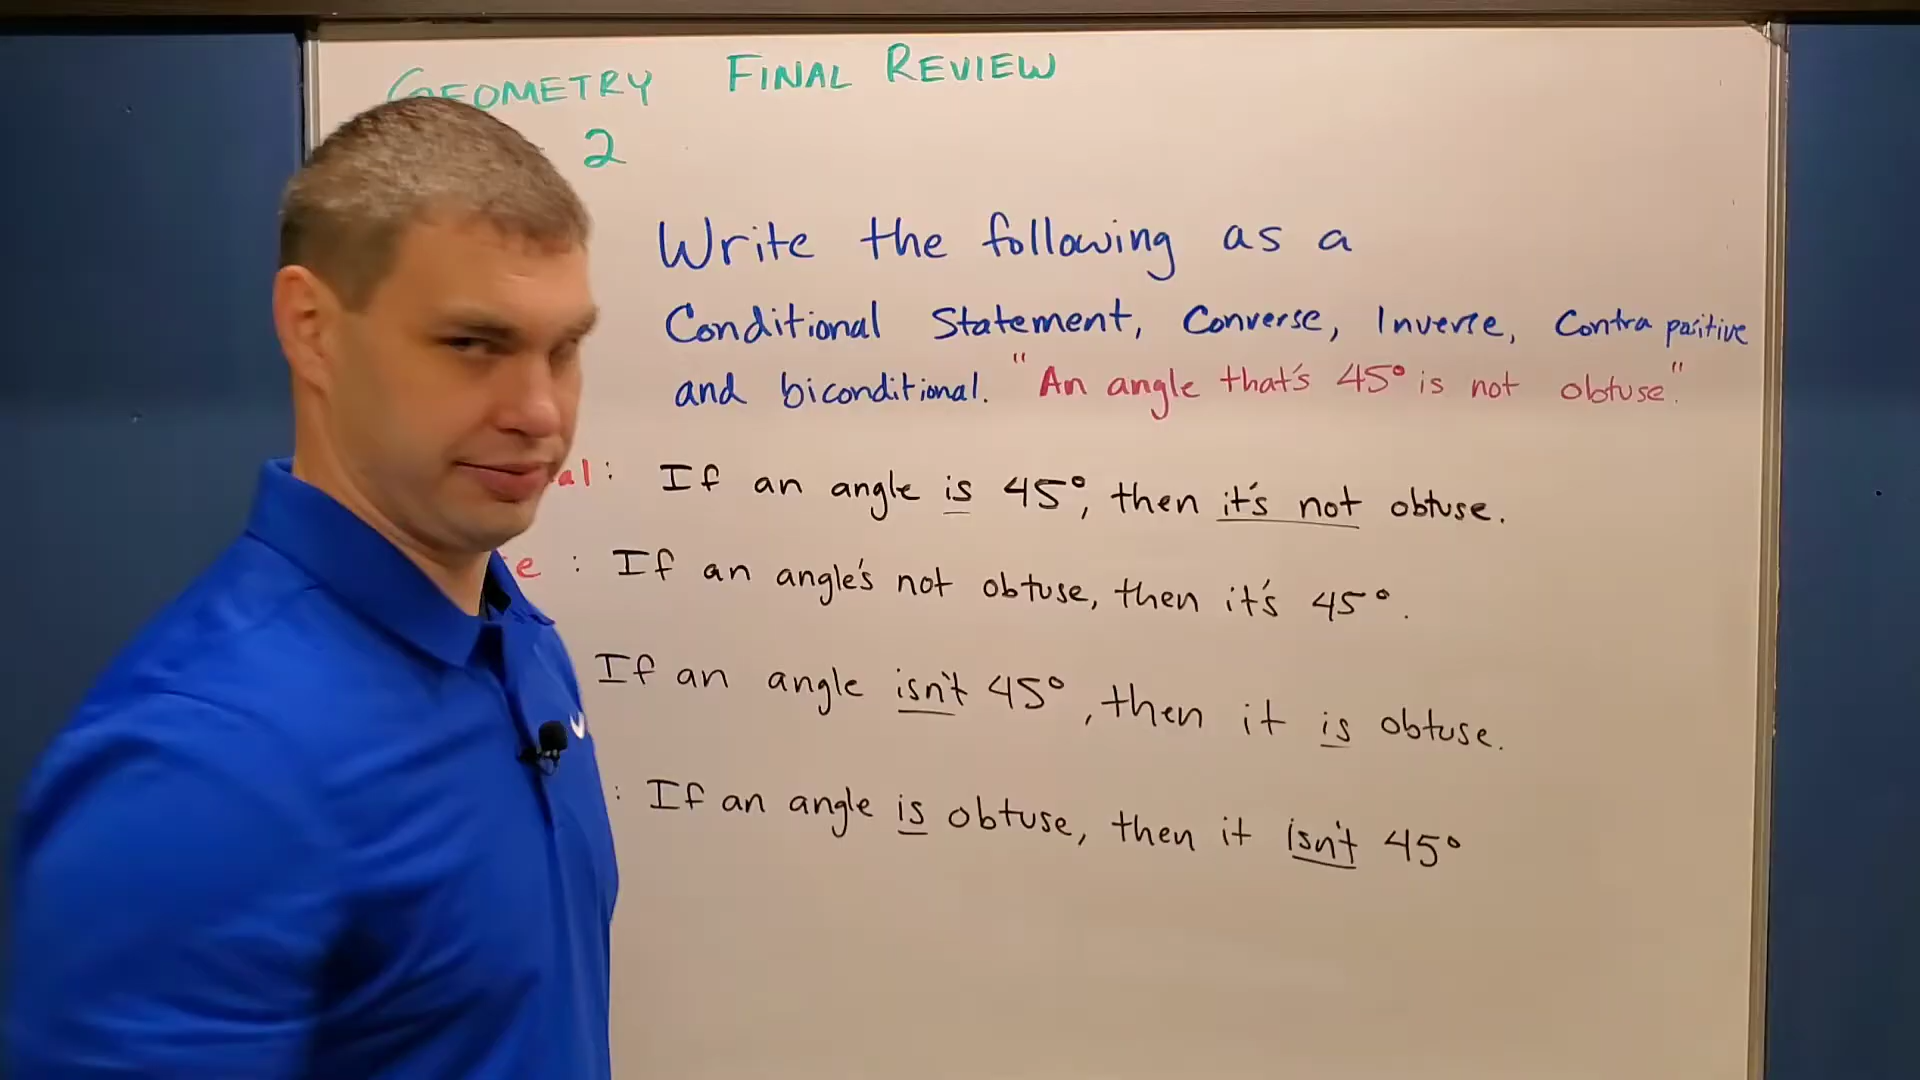 GEOMETRY FINAL REVIEW
2
Write the following as a
Conditional Statement, Converse, Inverse, Contra positive
and biconditional. "An angle that's 45° is not obtuse."
al: If an angle is 45°, then it's not obtuse.
e : If an angle's not obtuse, then it's 45°.
If an angle isn't 45°, then it is obtuse.
: If an angle is obtuse, then it isn't 45°